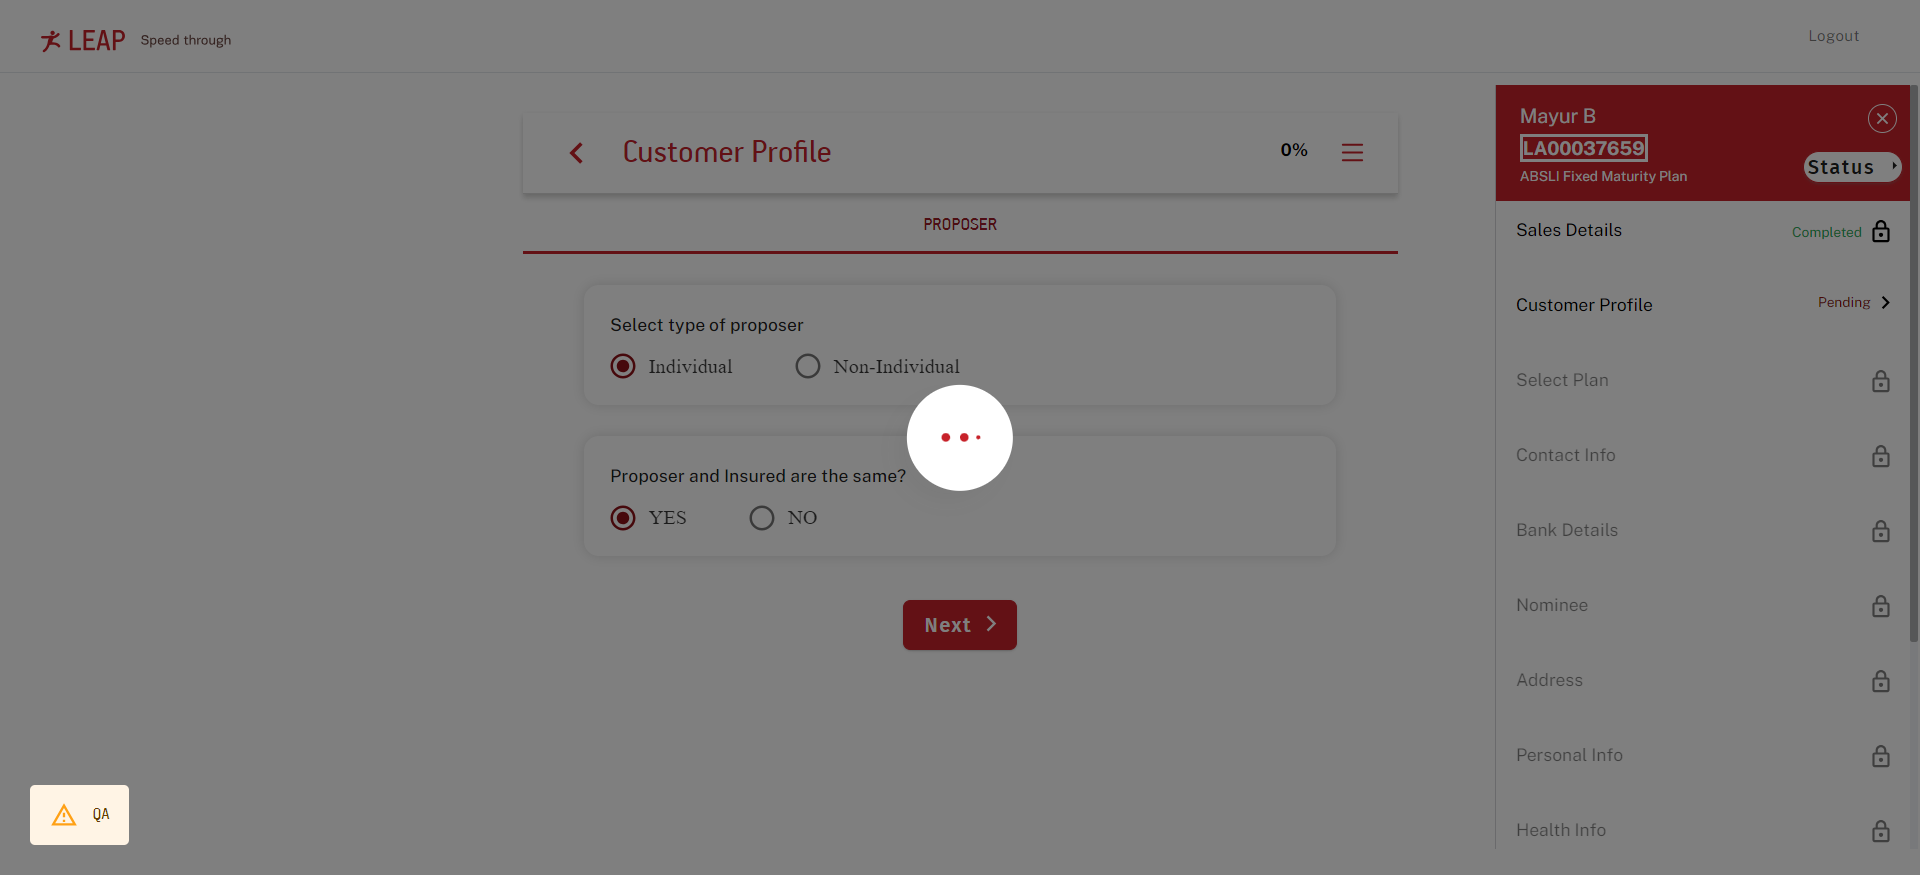 LEAP Speed through
Logout
Customer Profile
0%
PROPOSER
Select type of proposer
Individual
Non-Individual
Proposer and Insured are the same?
YES
NO
Next
QA
Mayur B
LA00037659
Status
ABSLI Fixed Maturity Plan
Sales Details
Completed
Customer Profile
Pending
Select Plan
Contact Info
Bank Details
Nominee
Address
Personal Info
Health Info